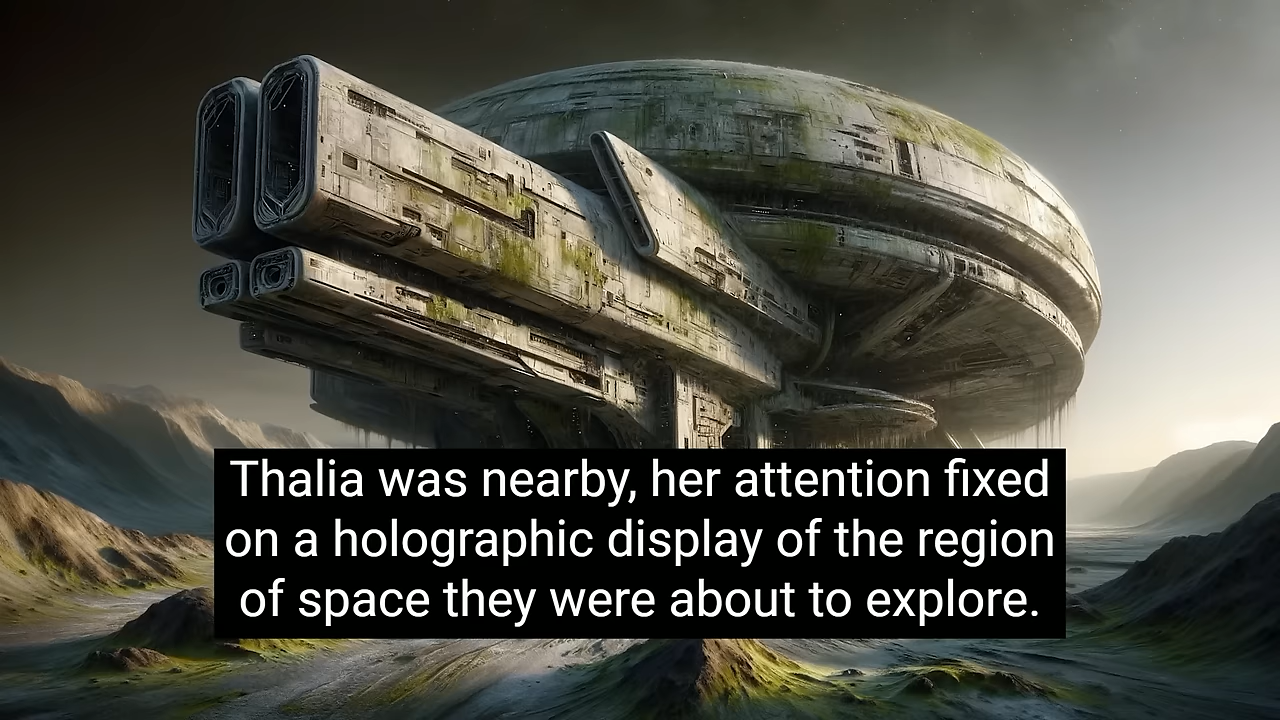 Thalia was nearby, her attention fixed
on a holographic display of the region
of space they were about to explore.